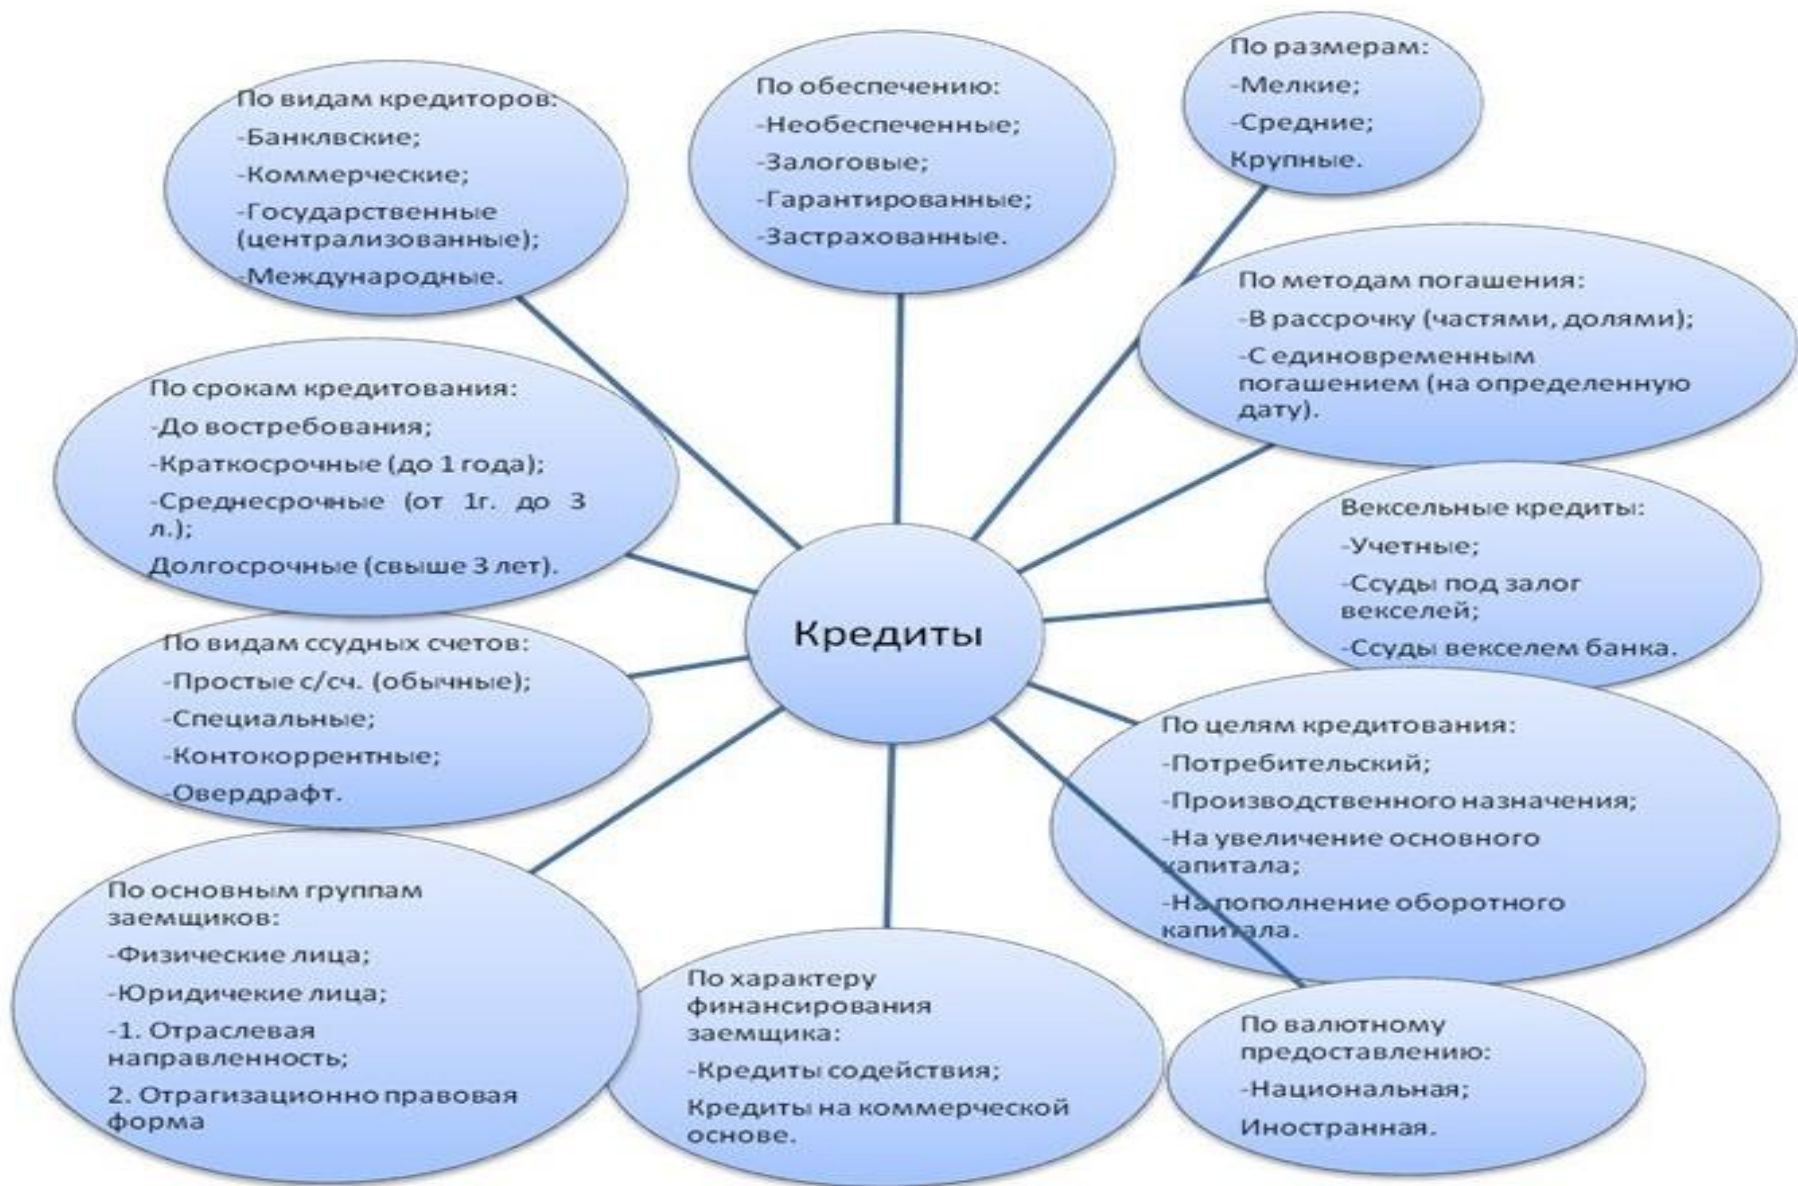 По видам кредиторов:
-Банклвские;
-Коммерческие;
-Государственные
(централизованные);
-Международные.
По обеспечению:
-Необеспеченные;
-Залоговые;
-Гарантированные;
-Застрахованные.
По размерам:
-Мелкие;
-Средние;
Крупные.
По методам погашения:
-В рассрочку (частями, долями);
-С единовременным
погашением (на определенную
дату).
По срокам кредитования:
-До востребования;
-Краткосрочные (до 1 года);
-Среднесрочные (от 1г. до 3
л.);
Долгосрочные (свыше 3 лет).
Вексельные кредиты:
-Учетные;
-Ссуды под залог
векселей;
-Ссуды векселем банка.
Кредиты
По видам ссудных счетов:
-Простые с/сч. (обычные);
-Специальные;
-Контокоррентные;
-Овердрафт.
По целям кредитования:
-Потребительский;
-Производственного назначения;
-На увеличение основного
капитала;
-На пополнение оборотного
капитала.
По основным группам
заемщиков:
-Физические лица;
-Юридичекие лица;
-1. Отраслевая
направленность;
2. Отрагизационно правовая
форма
По характеру
финансирования
заемщика:
-Кредиты содействия;
Кредиты на коммерческой
основе.
По валютному
предоставлению:
-Национальная;
Иностранная.